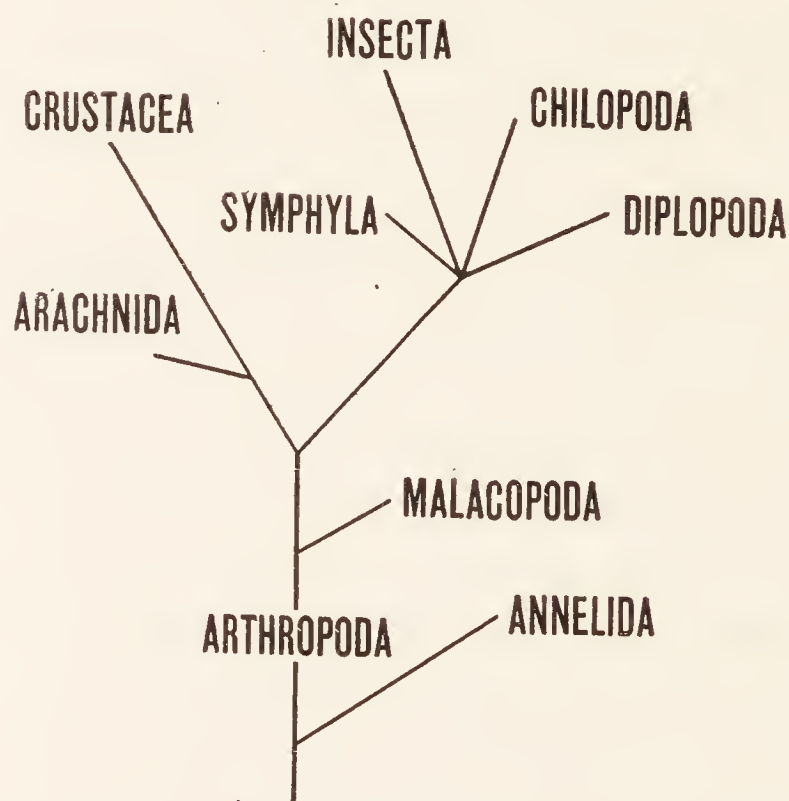 INSECTA
CRUSTACEA
CHILOPODA
SYMPHYLA
DIPLOPODA
ARACHNIDA
MALACOPODA
ANNELIDA
ARTHROPODA